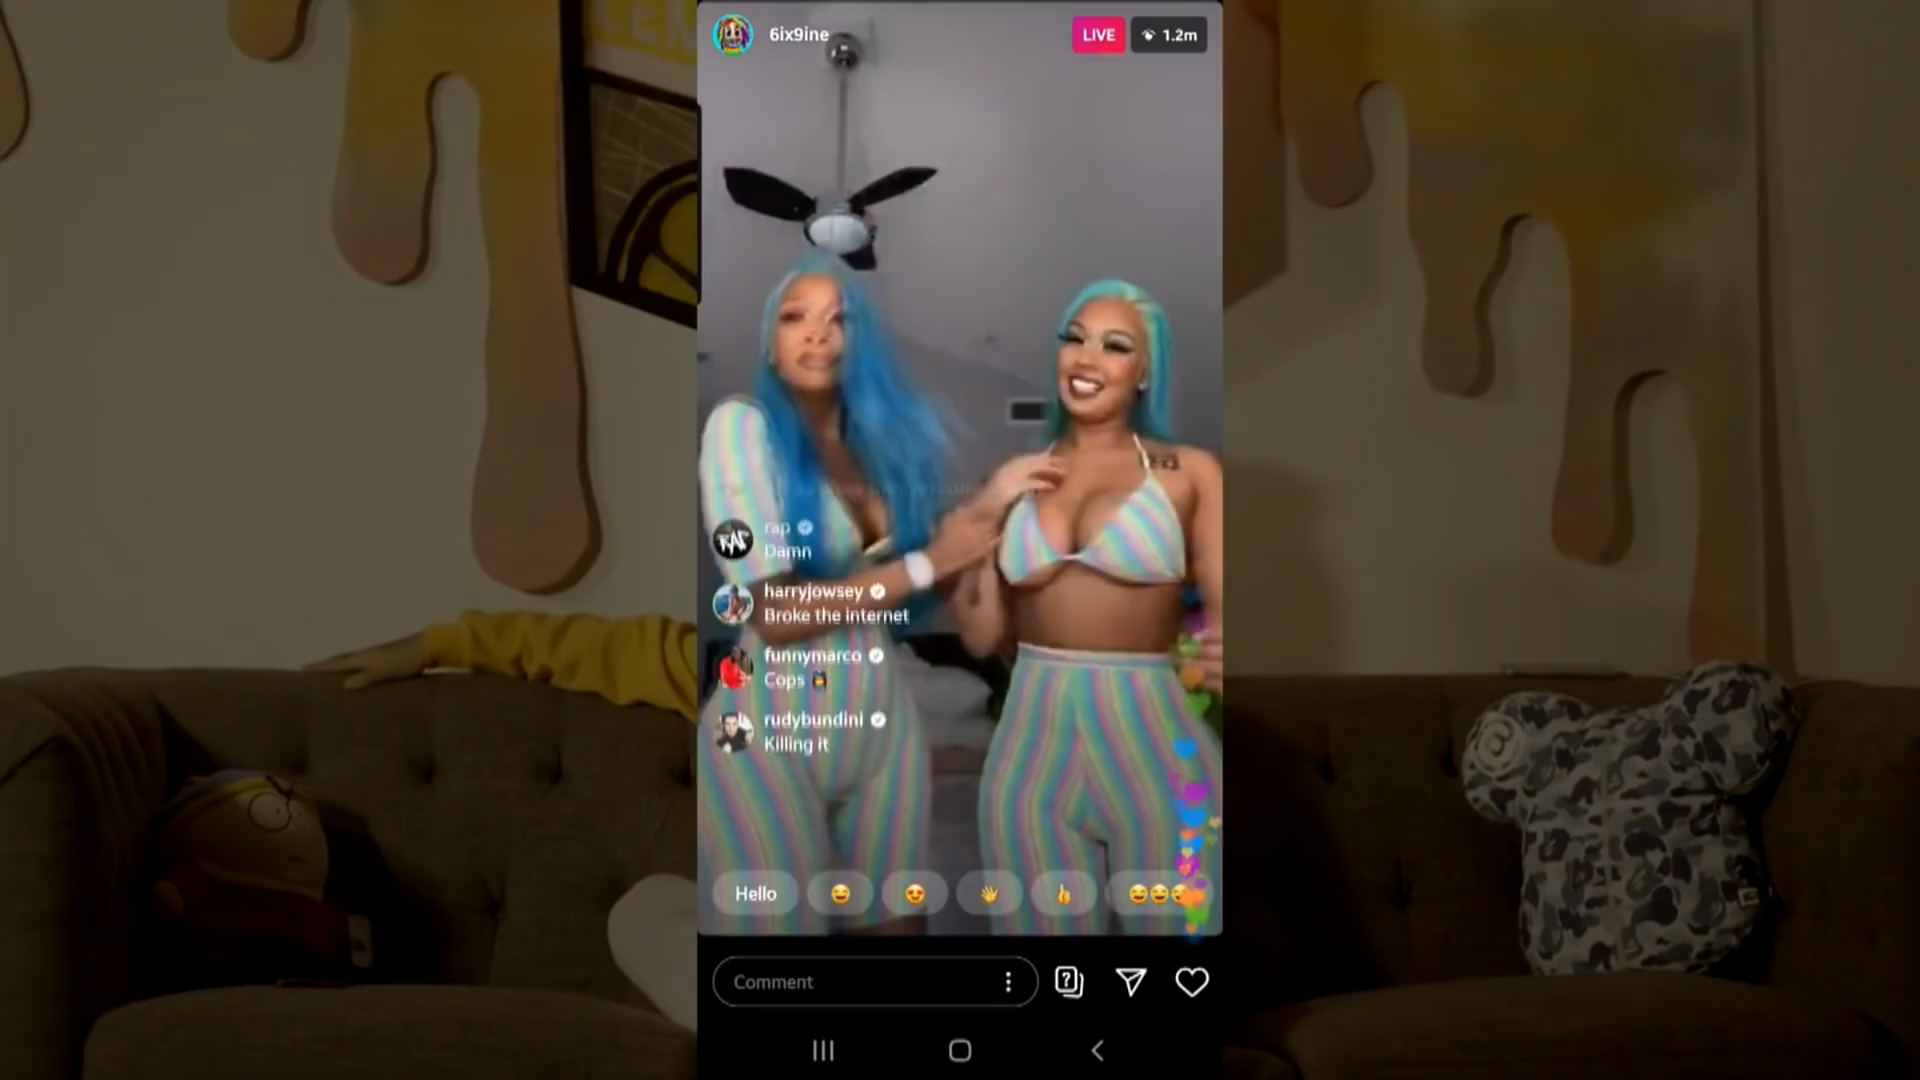 6ix9ine
LIVE
1.2m
rap
Damn
harryjowsey
Broke the internet
funnymarco
Cops
rudybundini
Killing it
Hello
Comment